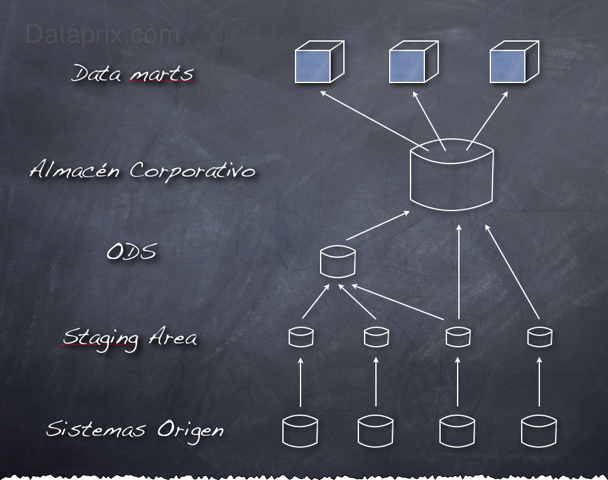 Dataprix.com
Data marts
Almacén Corporativo
ODS
Staging Area
Sistemas Origen